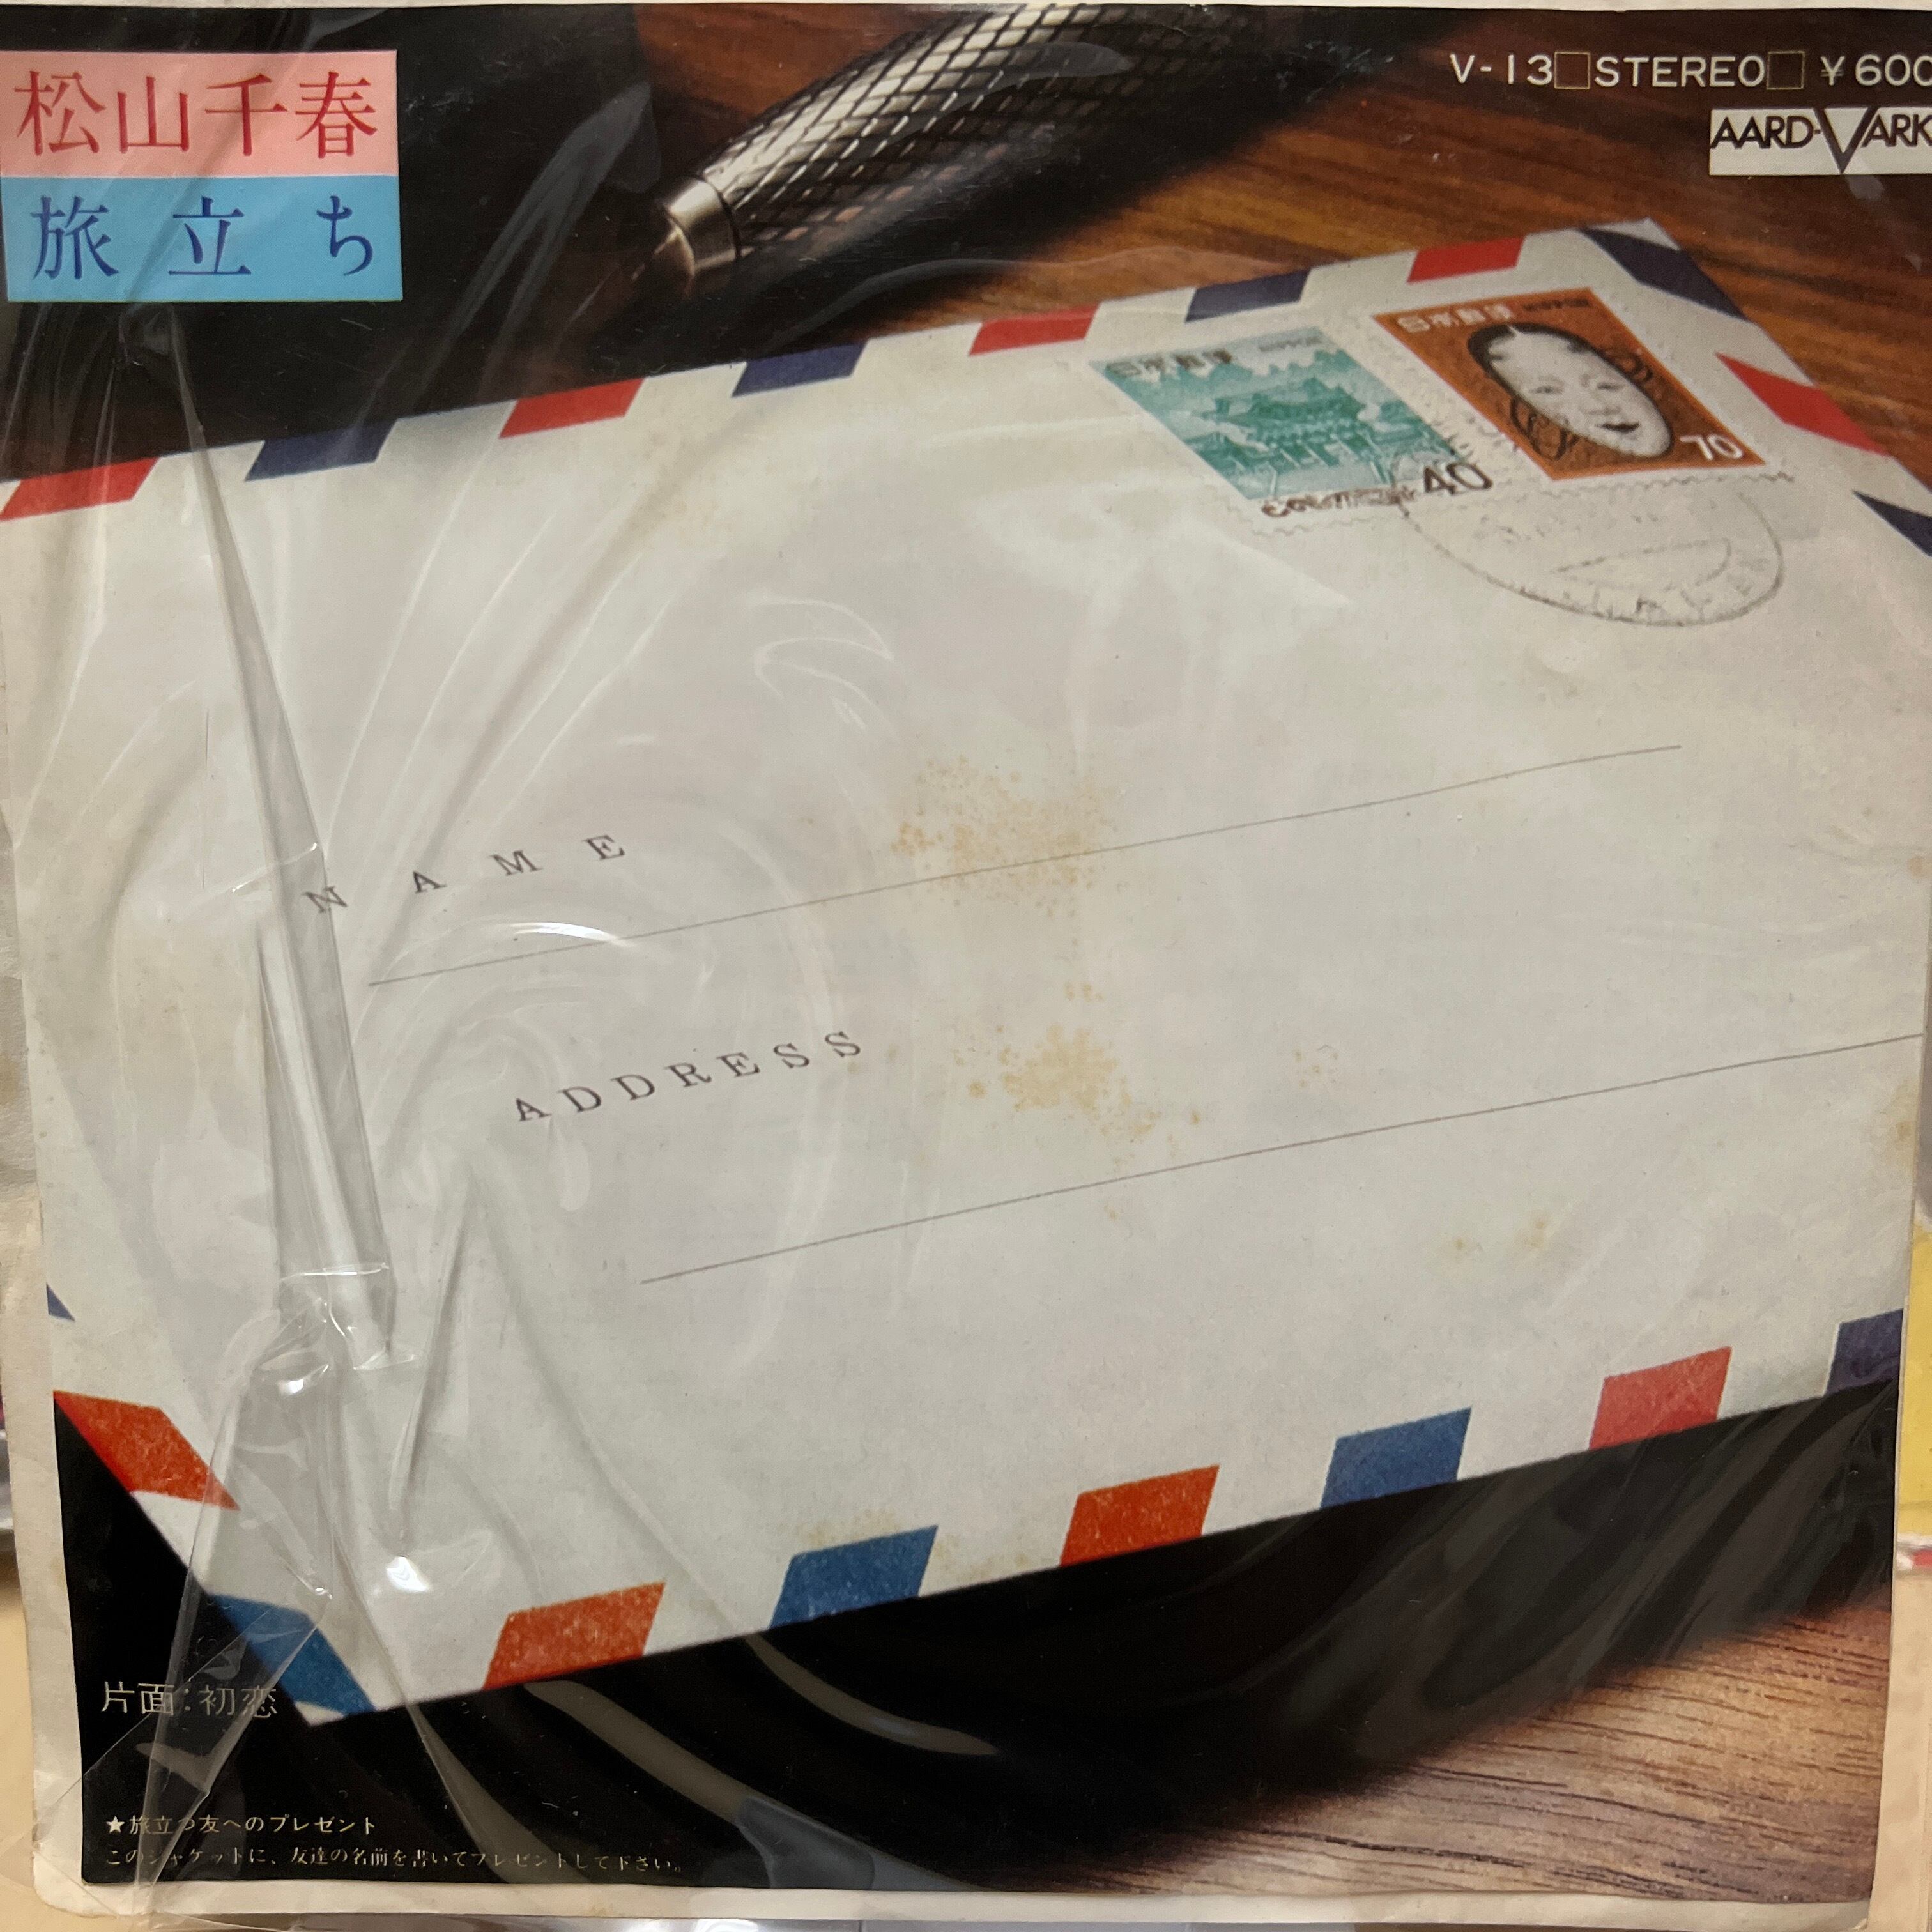 松山千春
旅立ち
V-13□STEREO□￥600
AARD-VARK
日本郵便 NIPPON
40
日本郵便 NIPPON
70
NAME
ADDRESS
片面:初恋
★旅立つ友へのプレゼント
このジャケットに、友達の名前を書いてプレゼントして下さい。